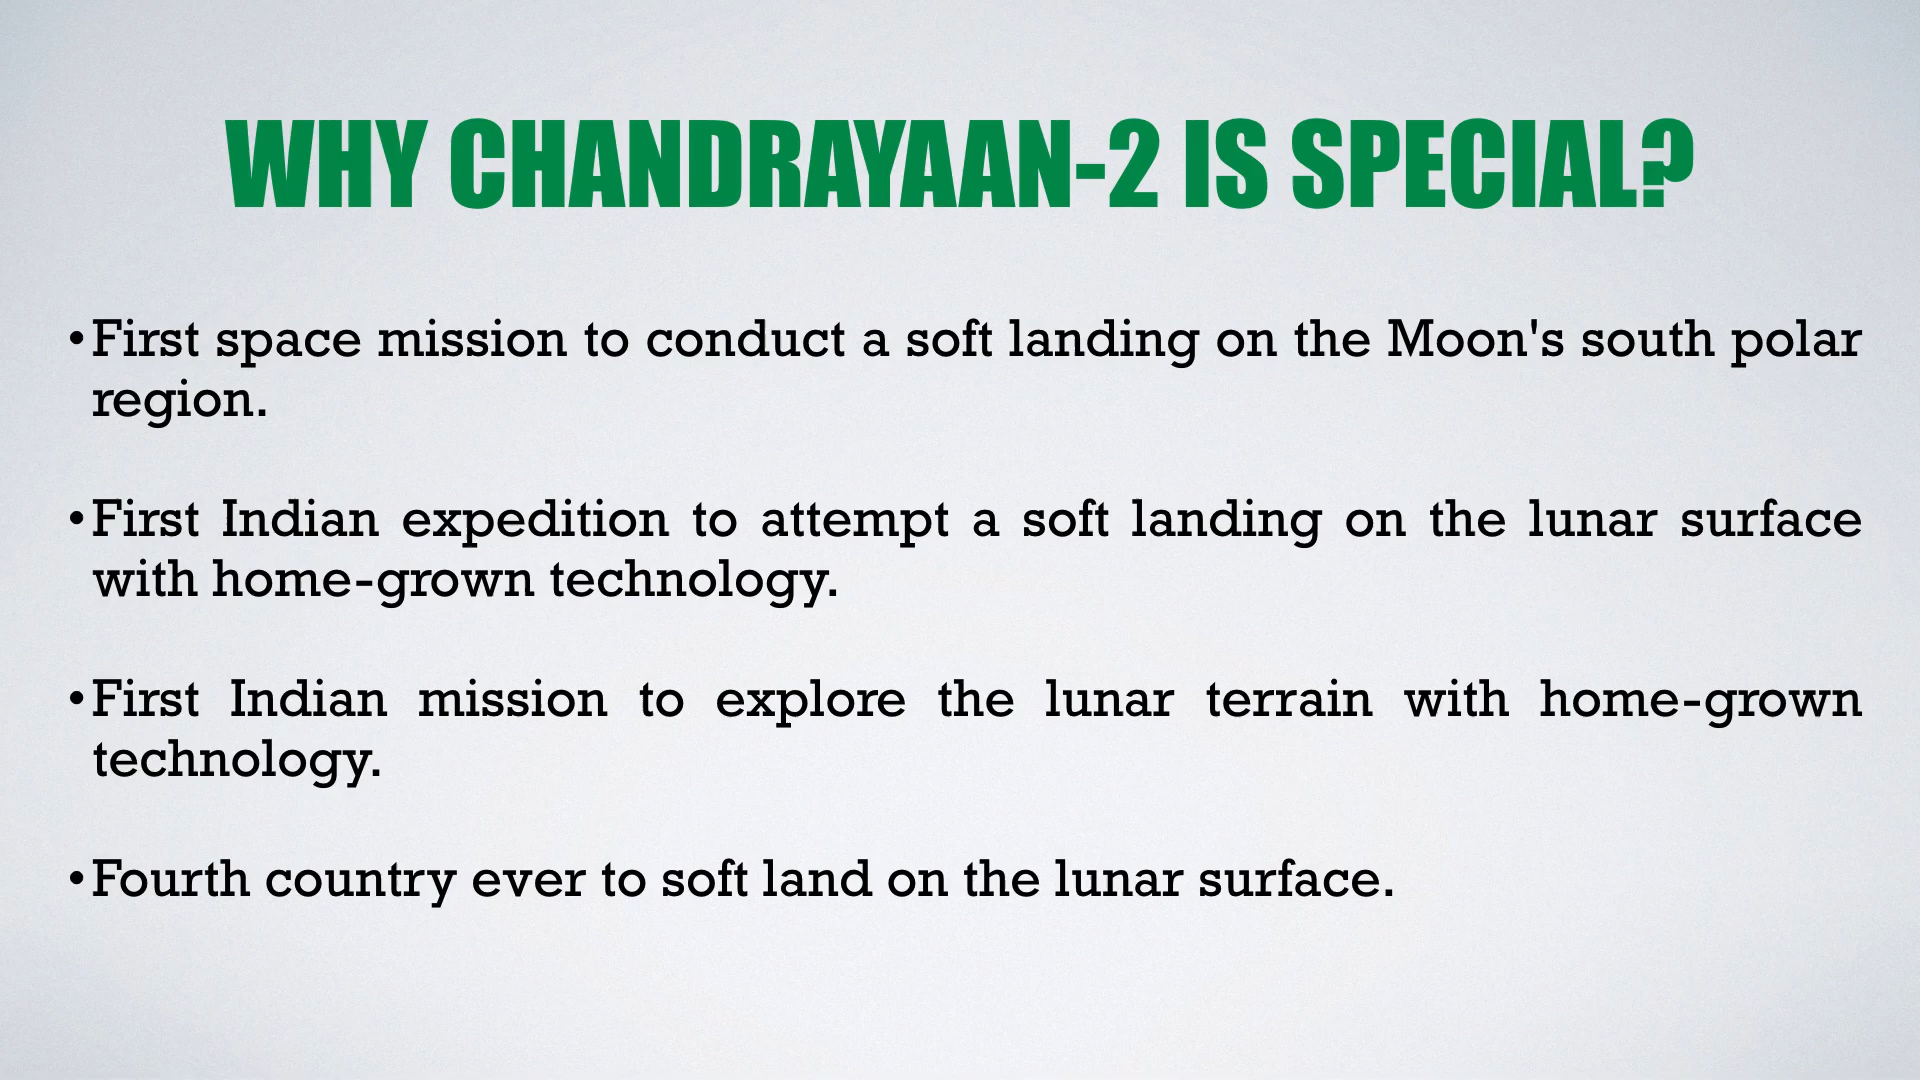 WHY CHANDRAYAAN-2 IS SPECIAL?
•First space mission to conduct a soft landing on the Moon's south polar
region.
•First Indian expedition to attempt a soft landing on the lunar surface
with home-grown technology.
•First Indian mission to explore the lunar terrain with home-grown
technology.
•Fourth country ever to soft land on the lunar surface.